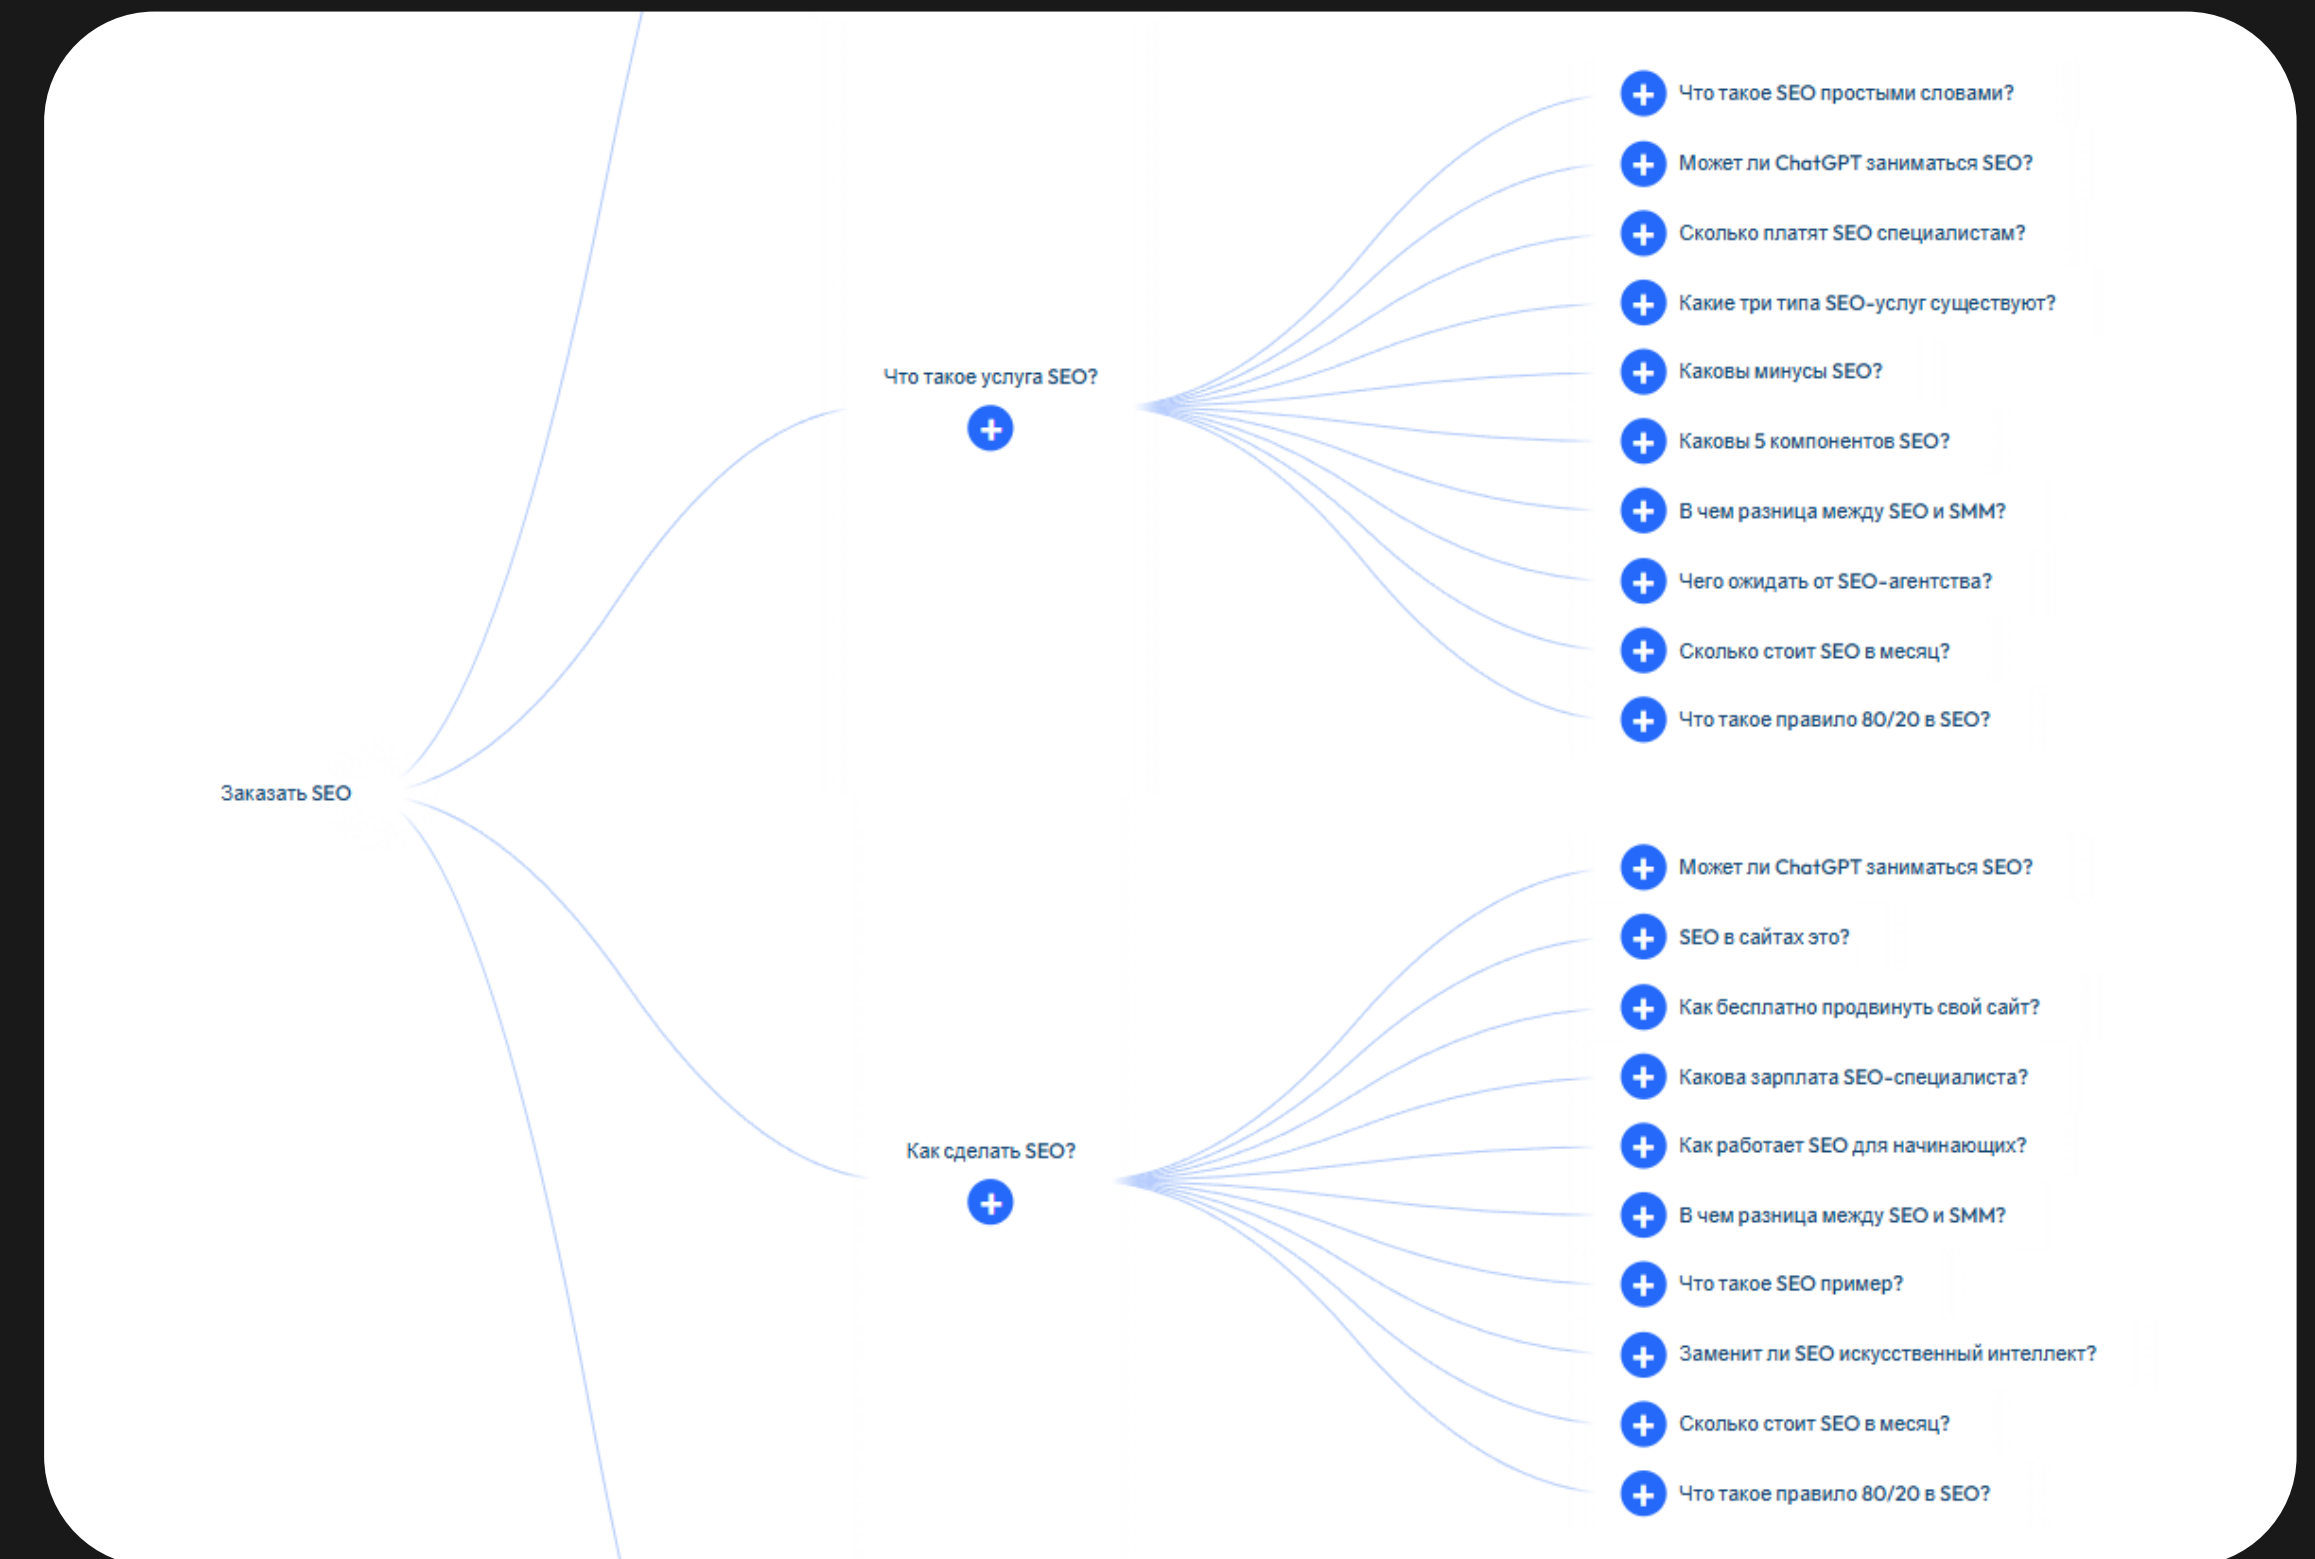 Заказать SEO
Что такое услуга SEO?
Что такое SEO простыми словами?
Может ли ChatGPT заниматься SEO?
Сколько платят SEO специалистам?
Какие три типа SEO-услуг существуют?
Каковы минусы SEO?
Каковы 5 компонентов SEO?
В чем разница между SEO и SMM?
Чего ожидать от SEO-агентства?
Сколько стоит SEO в месяц?
Что такое правило 80/20 в SEO?
Как сделать SEO?
Может ли ChatGPT заниматься SEO?
SEO в сайтах это?
Как бесплатно продвинуть свой сайт?
Какова зарплата SEO-специалиста?
Как работает SEO для начинающих?
В чем разница между SEO и SMM?
Что такое SEO пример?
Заменит ли SEO искусственный интеллект?
Сколько стоит SEO в месяц?
Что такое правило 80/20 в SEO?